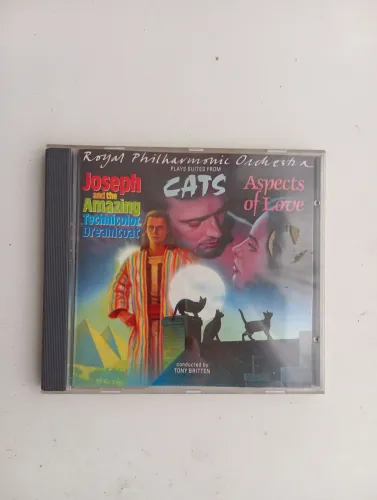 Royal Philharmonic Orchestra
PLAYS SUITES FROM
Joseph
and the
Amazing
Technicolor
Dreamcoat
CATS
Aspects
of Love
conducted by
TONY BRITTEN